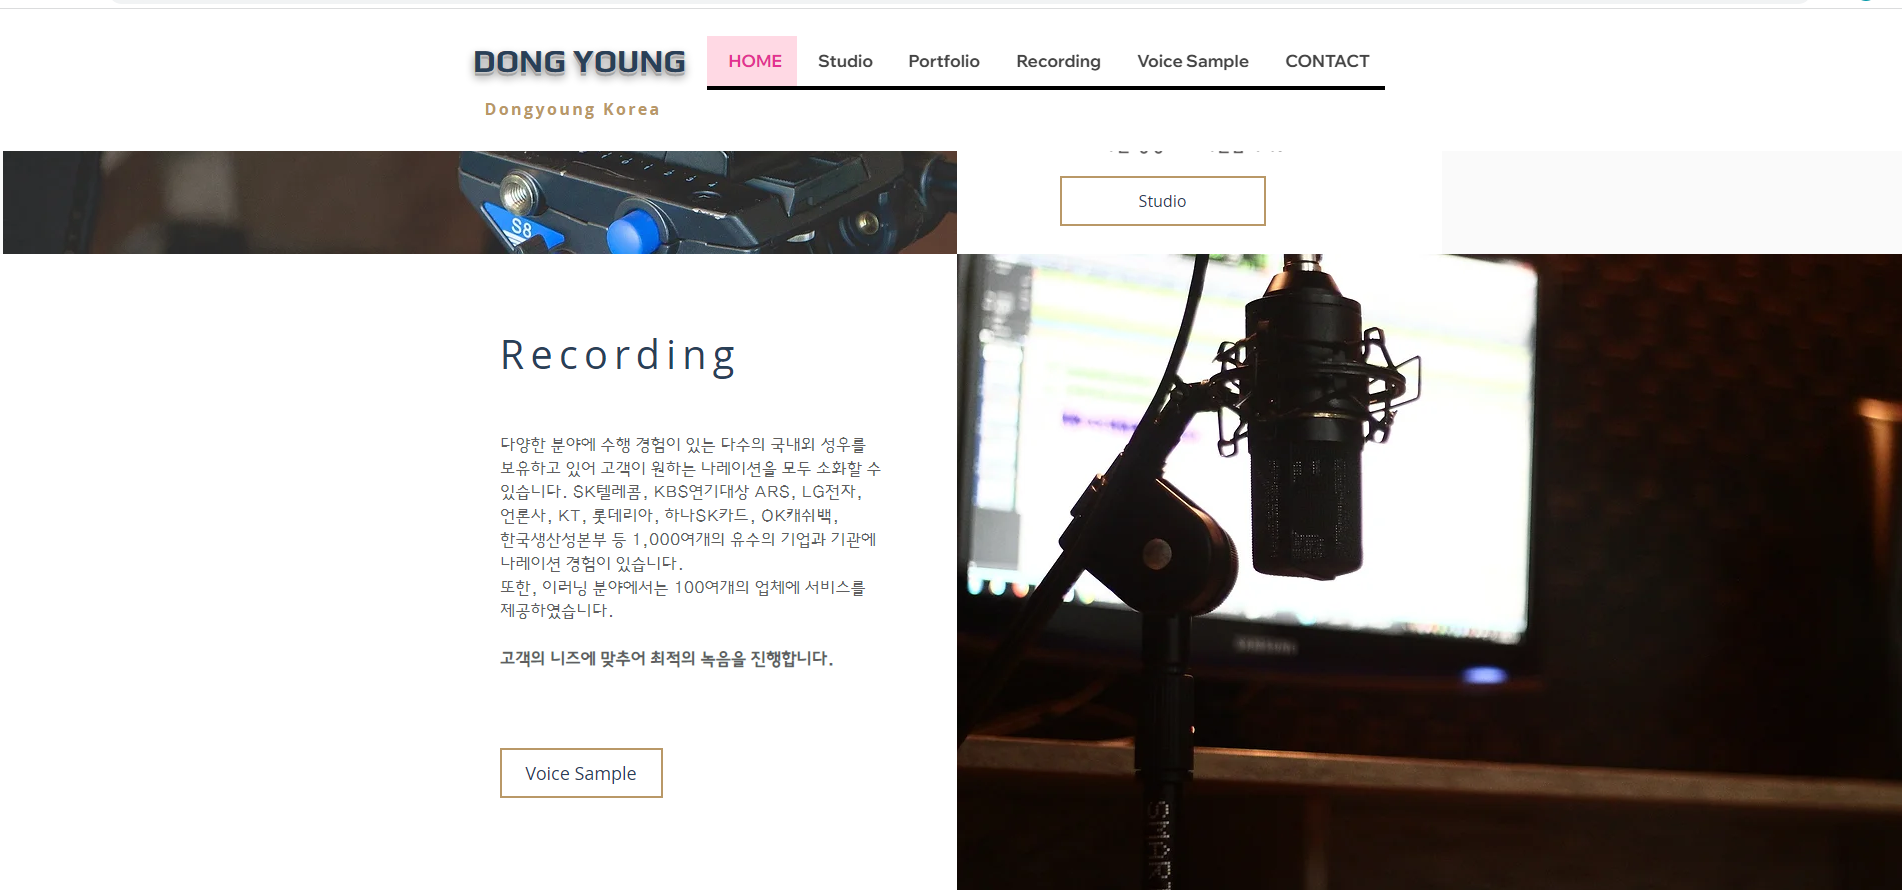 DONG YOUNG
HOME
Studio
Portfolio
Recording
Voice Sample
CONTACT
Dongyoung Korea
S8
Studio
Recording
다양한 분야에 수행 경험이 있는 다수의 국내외 성우를
보유하고 있어 고객이 원하는 나레이션을 모두 소화할 수
있습니다. SK텔레콤, KBS연기대상 ARS, LG전자,
언론사, KT, 롯데리아, 하나SK카드, OK캐쉬백,
한국생산성본부 등 1,000여개의 유수의 기업과 기관에
나레이션 경험이 있습니다.
또한, 이러닝 분야에서는 100여개의 업체에 서비스를
제공하였습니다.
고객의 니즈에 맞추어 최적의 녹음을 진행합니다.
Voice Sample
SAMSUNG
SMART